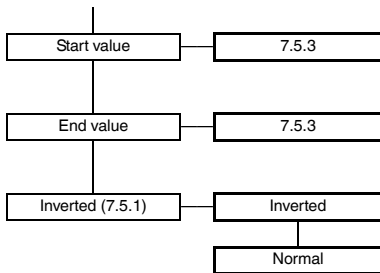 Start value 7.5.3
End value 7.5.3
Inverted (7.5.1) Inverted
Normal